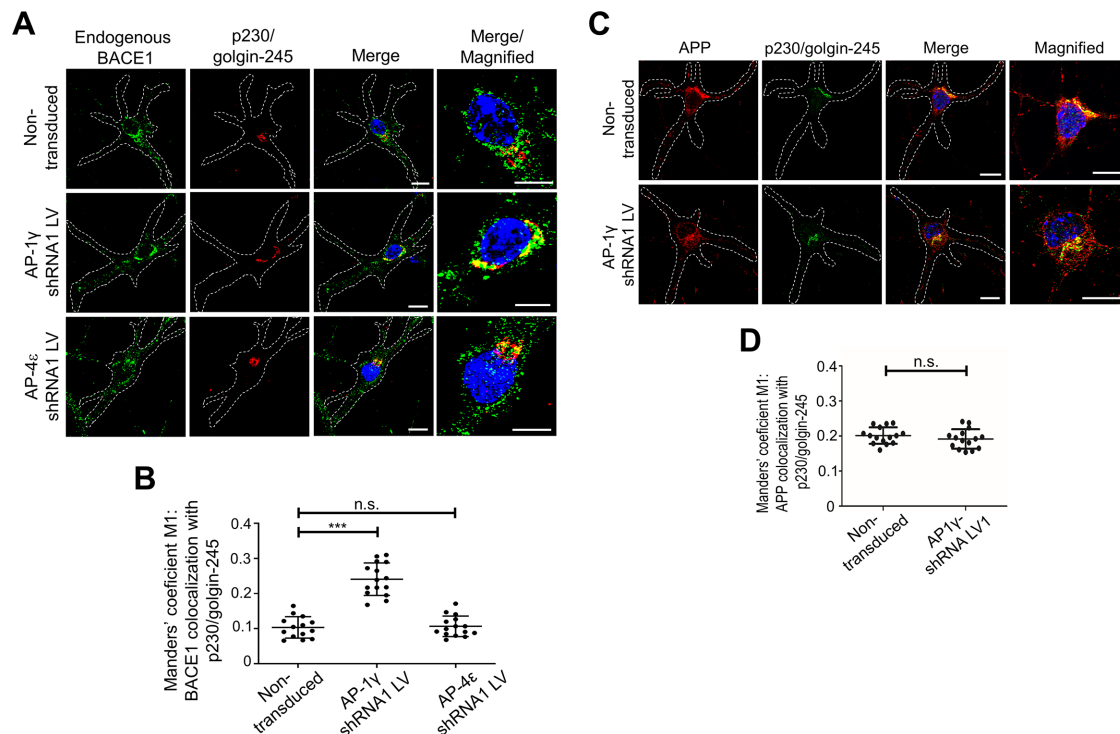 A
Endogenous
BACE1
p230/
golgin-245
Merge
Merge/
Magnified
Non-
transduced
AP-1γ
shRNA1 LV
AP-4ε
shRNA1 LV
B
Manders' coeficient M1:
BACE1 colocalization with
p230/golgin-245
n.s.
***
0.4
0.3
0.2
0.1
0
Non-
transduced
AP-1γ
shRNA1 LV
AP-4ε
shRNA1 LV
C
APP
p230/golgin-245
Merge
Magnified
Non-
transduced
AP-1γ
shRNA1 LV
D
Manders' coeficient M1:
APP colocalization with
p230/golgin-245
n.s.
0.4
0.3
0.2
0.1
0
Non-
transduced
AP1γ-
shRNA LV1